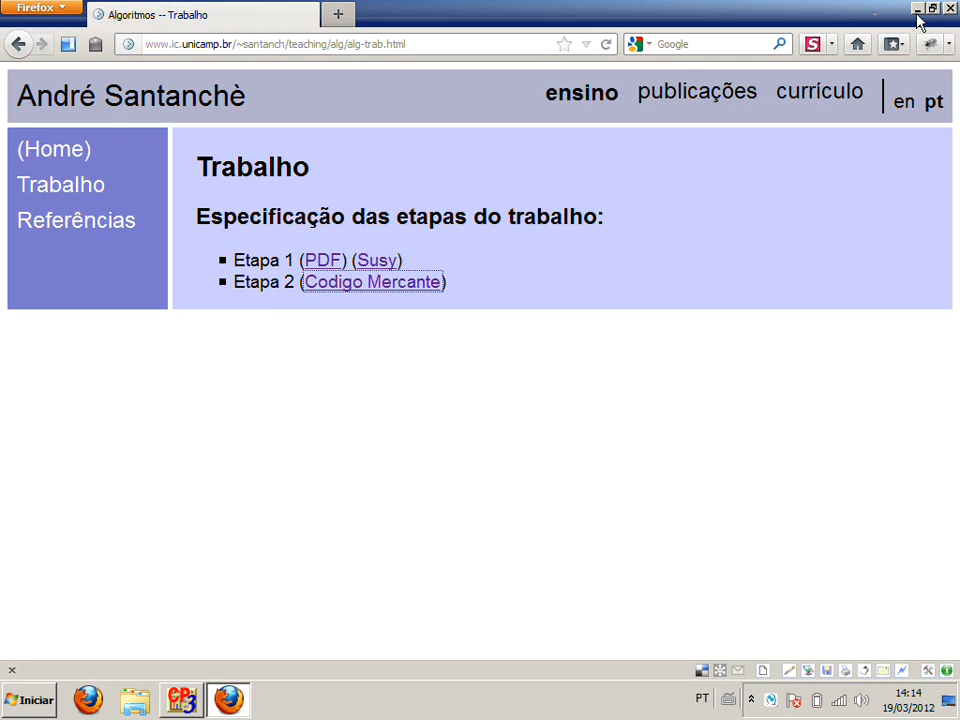 Firefox
Algoritmos -- Trabalho
www.ic.unicamp.br/~santanch/teaching/alg/alg-trab.html
Google
S
André Santanchè
ensino publicações currículo en pt
(Home)
Trabalho
Referências
Trabalho
Especificação das etapas do trabalho:
Etapa 1 (PDF) (Susy)
Etapa 2 (Codigo Mercante)
Iniciar
PT
14:14
19/03/2012